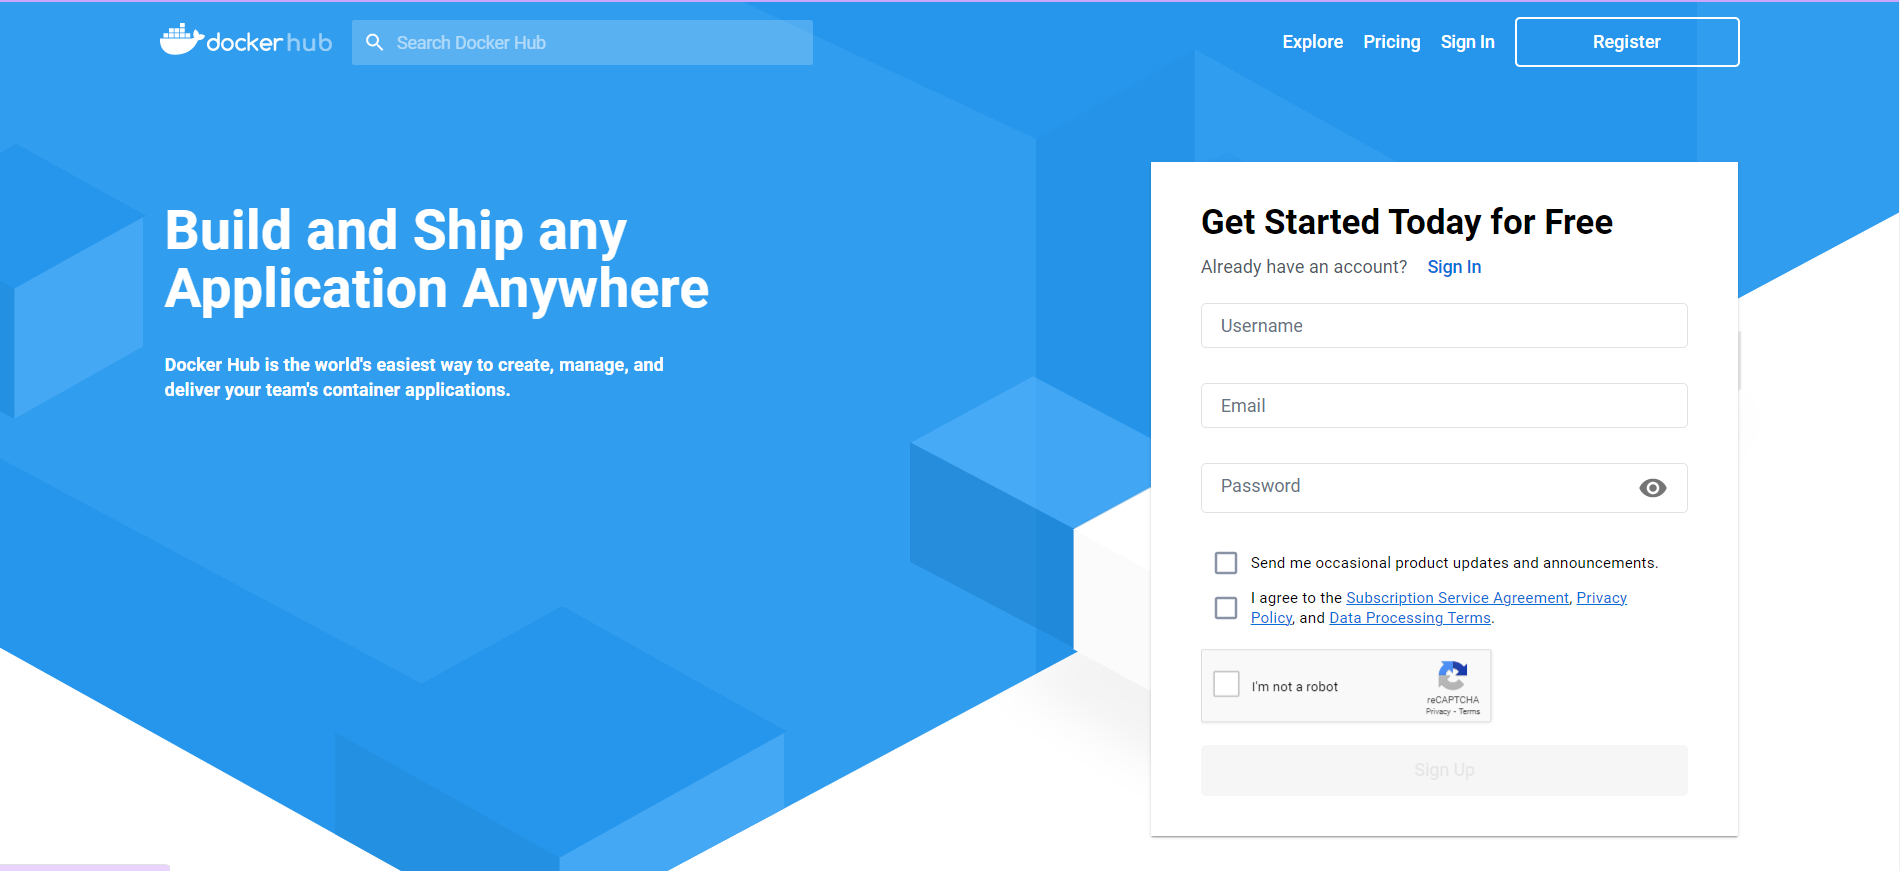 docker hub
Search Docker Hub
Explore
Pricing
Sign In
Register
Build and Ship any
Application Anywhere
Docker Hub is the world's easiest way to create, manage, and
deliver your team's container applications.
Get Started Today for Free
Already have an account? Sign In
Username
Email
Password
Send me occasional product updates and announcements.
I agree to the Subscription Service Agreement, Privacy
Policy, and Data Processing Terms.
I'm not a robot
reCAPTCHA
Privacy - Terms
Sign Up